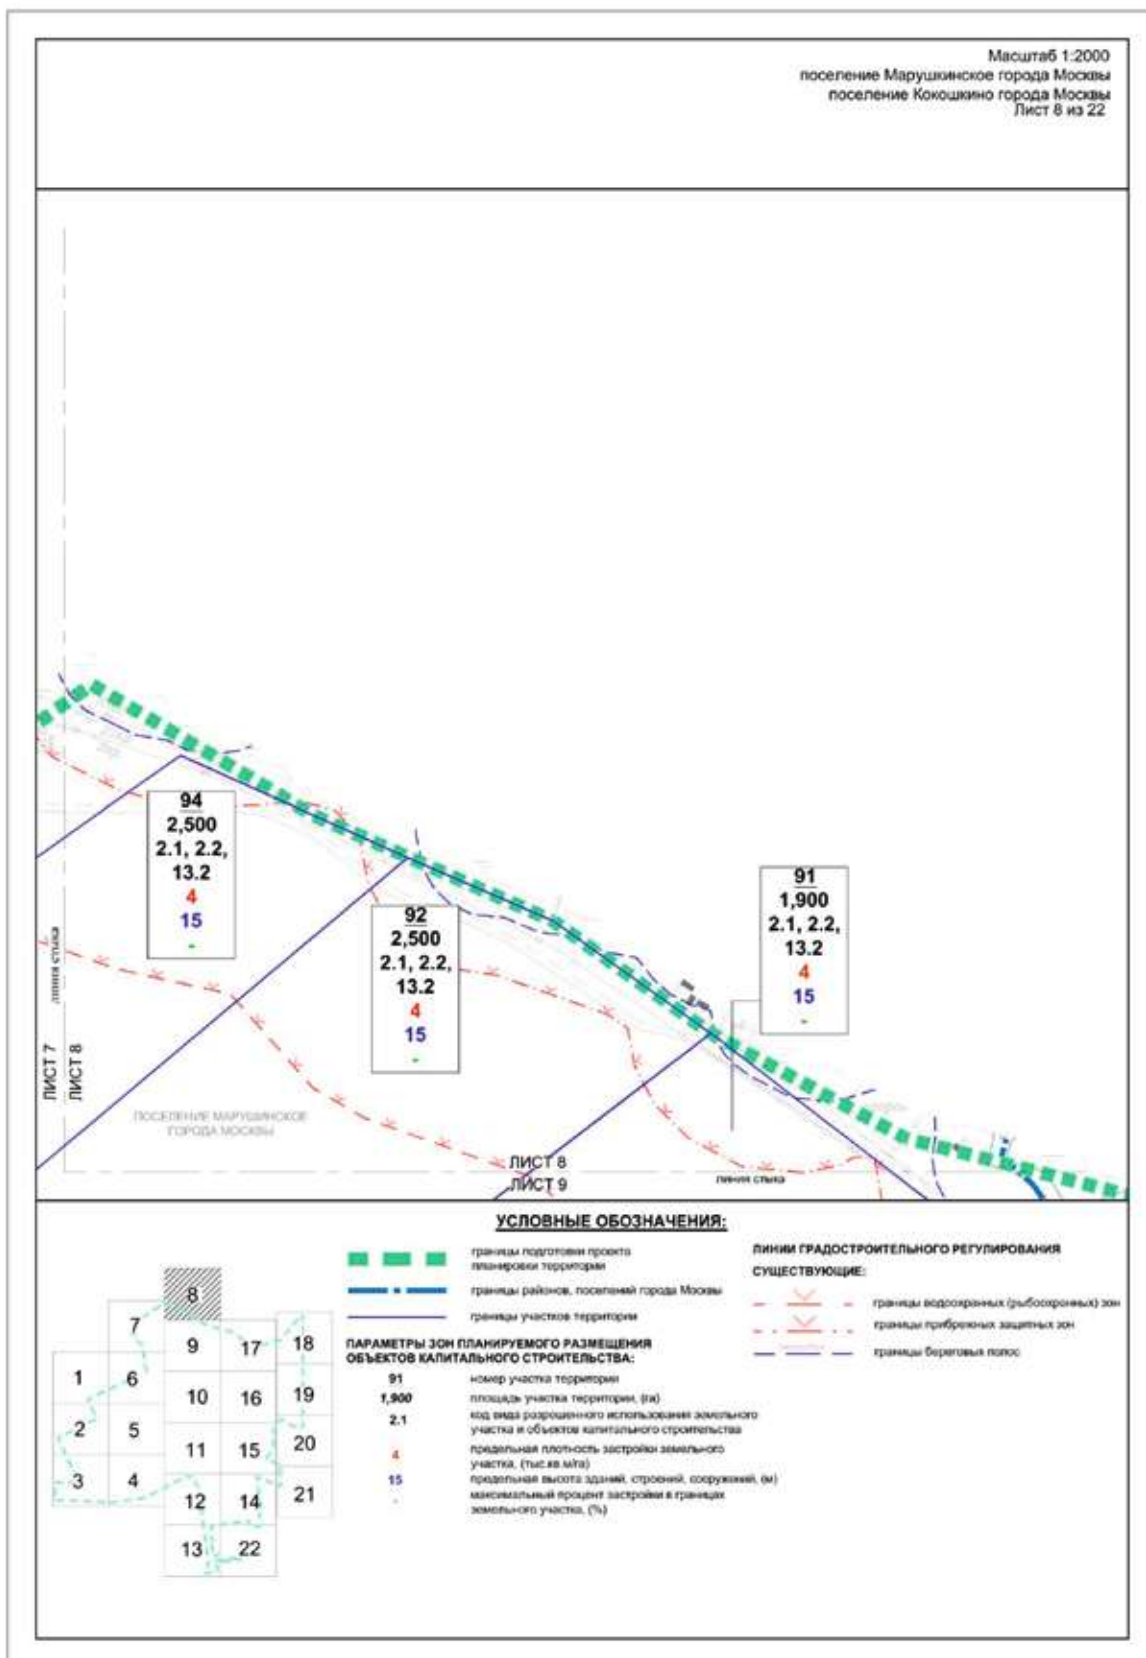 Масштаб 1:2000
поселение Марушкинское города Москвы
поселение Кокошкино города Москвы
Лист 8 из 22
94
2,500
2.1, 2.2,
13.2
4
15
-
92
2,500
2.1, 2.2,
13.2
4
15
-
91
1,900
2.1, 2.2,
13.2
4
15
-
линия стыка
ЛИСТ 7
ЛИСТ 8
ПОСЕЛЕНИЕ МАРУШИНСКОЕ
ГОРОДА МОСКВЫ
ЛИСТ 8
ЛИСТ 9
линия стыка
УСЛОВНЫЕ ОБОЗНАЧЕНИЯ:
границы подготовки проекта
планировки территории
границы районов, поселений города Москвы
границы участков территории
ПАРАМЕТРЫ ЗОН ПЛАНИРУЕМОГО РАЗМЕЩЕНИЯ
ОБЪЕКТОВ КАПИТАЛЬНОГО СТРОИТЕЛЬСТВА:
91 номер участка территории
1,900 площадь участка территории, (га)
2.1 код вида разрешенного использования земельного
участка и объектов капитального строительства
4 предельная плотность застройки земельного
участка, (тыс.кв.м/га)
15 предельная высота зданий, строений, сооружений, (м)
- максимальный процент застройки в границах
земельного участка, (%)
ЛИНИИ ГРАДОСТРОИТЕЛЬНОГО РЕГУЛИРОВАНИЯ
СУЩЕСТВУЮЩИЕ:
границы водоохранных (рыбоохранных) зон
границы прибрежных защитных зон
границы береговых полос
8
7 9 17 18
1 6 10 16 19
2 5 11 15 20
3 4 12 14 21
13 22